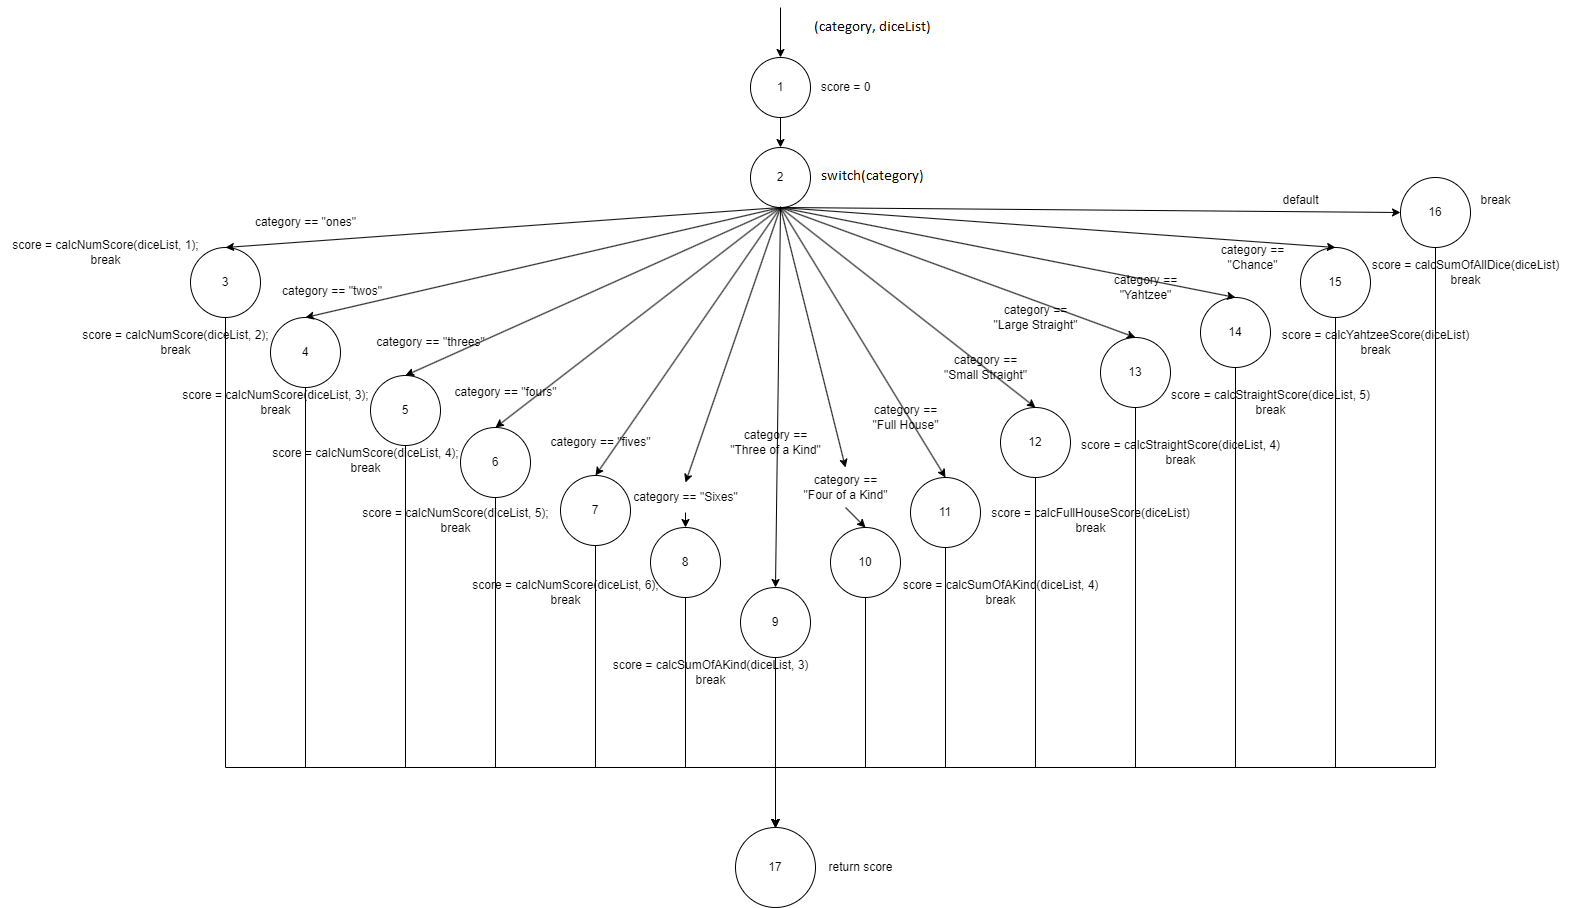 (category, diceList)
1
score = 0
2
switch(category)
default
16
break
category == "ones"
score = calcNumScore(diceList, 1);
break
3
category ==
"Chance"
15
score = calcSumOfAllDice(diceList)
break
category == "twos"
score = calcNumScore(diceList, 2);
break
4
category ==
"Yahtzee"
14
score = calcYahtzeeScore(diceList)
break
category == "threes"
score = calcNumScore(diceList, 3);
break
5
category ==
"Large Straight"
13
score = calcStraightScore(diceList, 5)
break
category == "fours"
score = calcNumScore(diceList, 4);
break
6
category ==
"Small Straight"
12
score = calcStraightScore(diceList, 4)
break
category == "fives"
score = calcNumScore(diceList, 5);
break
7
category ==
"Full House"
11
score = calcFullHouseScore(diceList)
break
category == "Sixes"
score = calcNumScore(diceList, 6);
break
8
category ==
"Three of a Kind"
9
score = calcSumOfAKind(diceList, 3)
break
category ==
"Four of a Kind"
10
score = calcSumOfAKind(diceList, 4)
break
17
return score